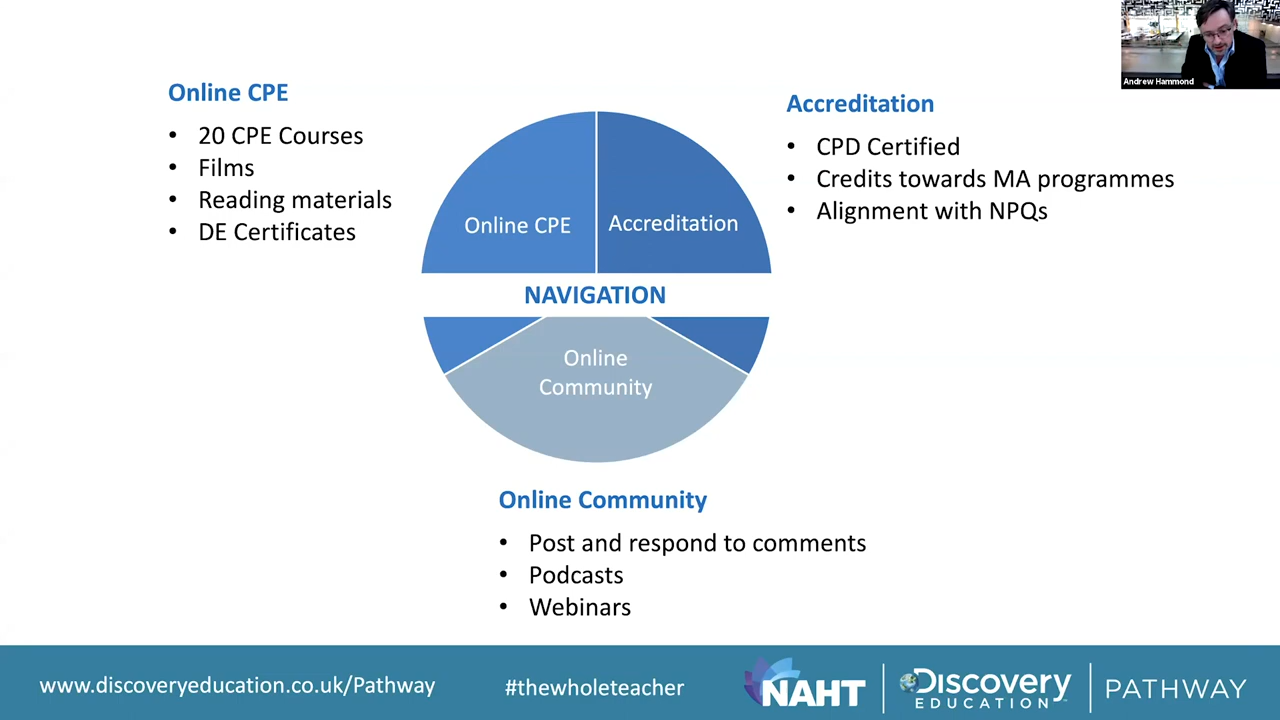 Andrew Hammond
Online CPE
• 20 CPE Courses
• Films
• Reading materials
• DE Certificates
Accreditation
• CPD Certified
• Credits towards MA programmes
• Alignment with NPQs
Online CPE
Accreditation
NAVIGATION
Online
Community
Online Community
• Post and respond to comments
• Podcasts
• Webinars
www.discoveryeducation.co.uk/Pathway
#thewholeteacher
NAHT
Discovery
EDUCATION
PATHWAY